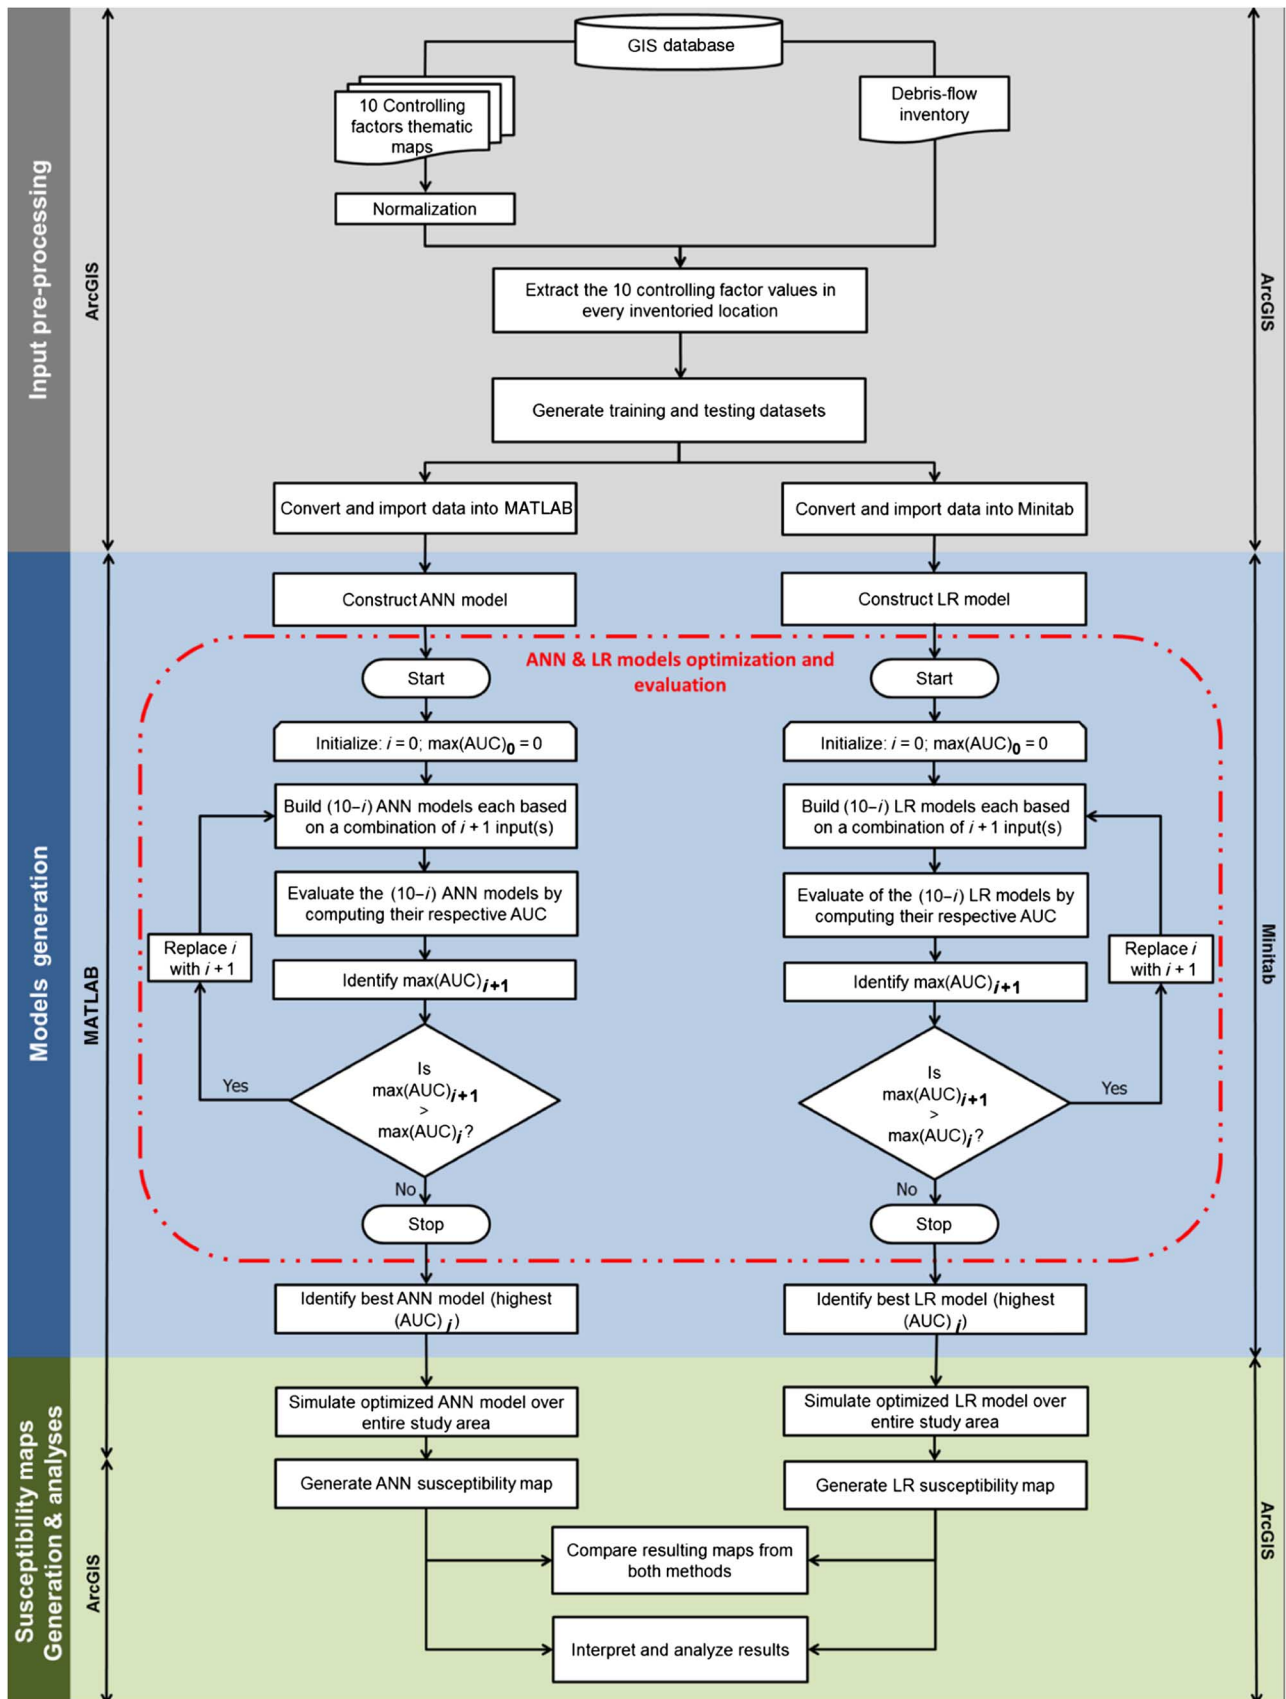 GIS database
10 Controlling
factors thematic
maps
Debris-flow
inventory
Normalization
Extract the 10 controlling factor values in
every inventoried location
Generate training and testing datasets
Convert and import data into MATLAB
Convert and import data into Minitab
Input pre-processing
ArcGIS
ArcGIS
Construct ANN model
Construct LR model
ANN & LR models optimization and
evaluation
Start
Start
Initialize: i = 0; max(AUC)0 = 0
Initialize: i = 0; max(AUC)0 = 0
Build (10–i) ANN models each based
on a combination of i + 1 input(s)
Build (10–i) LR models each based
on a combination of i + 1 input(s)
Evaluate the (10–i) ANN models by
computing their respective AUC
Evaluate of the (10–i) LR models by
computing their respective AUC
Replace i
with i + 1
Identify max(AUC)i+1
Identify max(AUC)i+1
Replace i
with i + 1
Is
max(AUC)i+1
>
max(AUC)i?
Yes
No
Is
max(AUC)i+1
>
max(AUC)i?
Yes
No
Stop
Stop
Identify best ANN model (highest
(AUC) i)
Identify best LR model (highest
(AUC) i)
Models generation
MATLAB
Minitab
Simulate optimized ANN model over
entire study area
Simulate optimized LR model over
entire study area
Generate ANN susceptibility map
Generate LR susceptibility map
Compare resulting maps from
both methods
Interpret and analyze results
Susceptibility maps
Generation & analyses
ArcGIS
ArcGIS